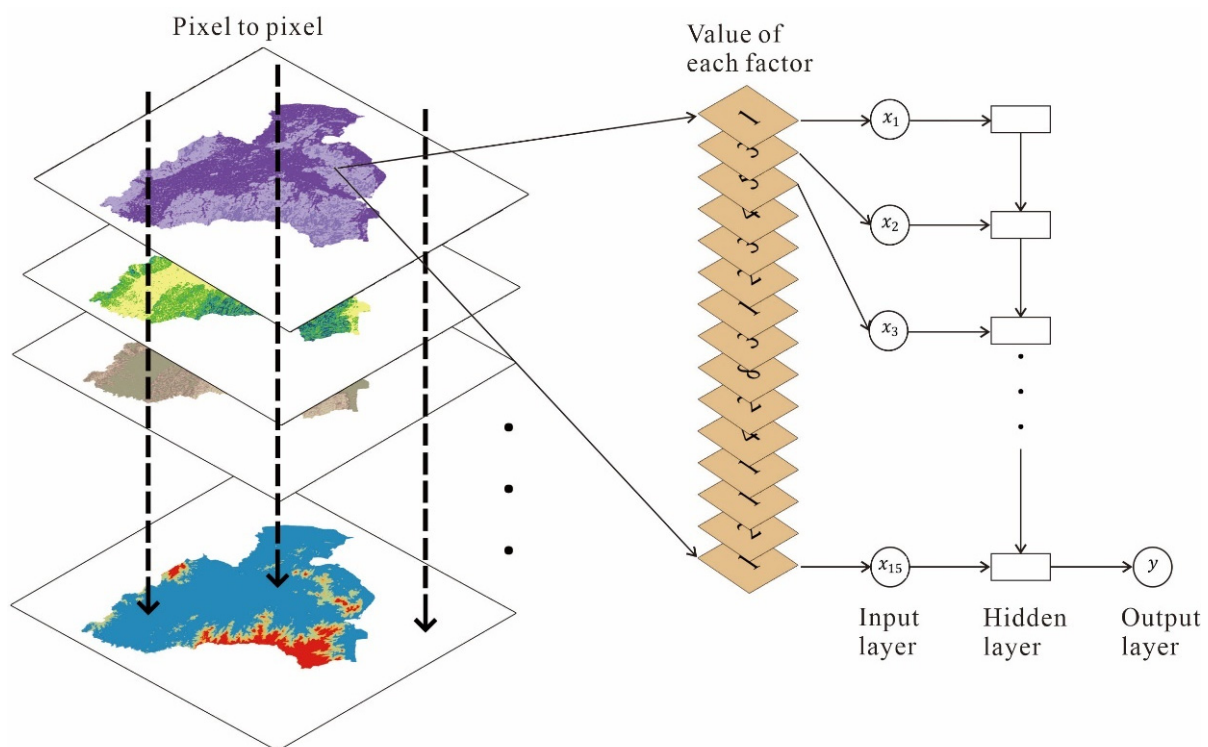 Pixel to pixel
Value of
each factor
1
3
5
4
3
2
1
3
8
2
4
1
1
2
1
x₁
x₂
x₃
x₁₅
y
Input
layer
Hidden
layer
Output
layer